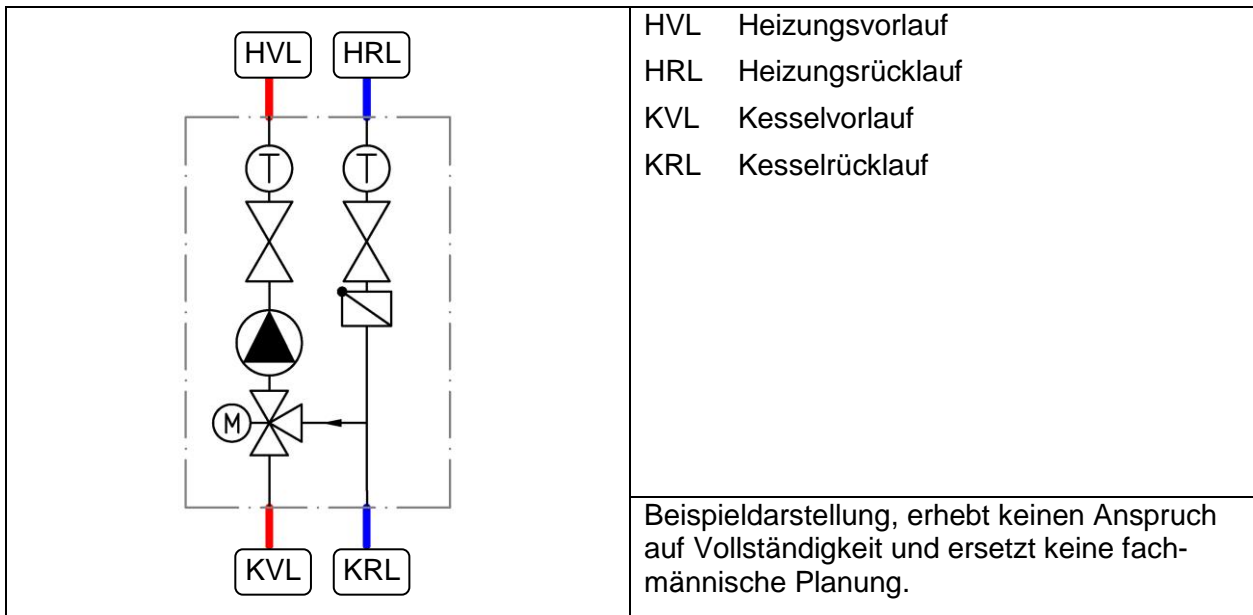 HVL HRL
T T
M
KVL KRL
HVL Heizungsvorlauf
HRL Heizungsrücklauf
KVL Kesselvorlauf
KRL Kesselrücklauf
Beispieldarstellung, erhebt keinen Anspruch
auf Vollständigkeit und ersetzt keine fach-
männische Planung.